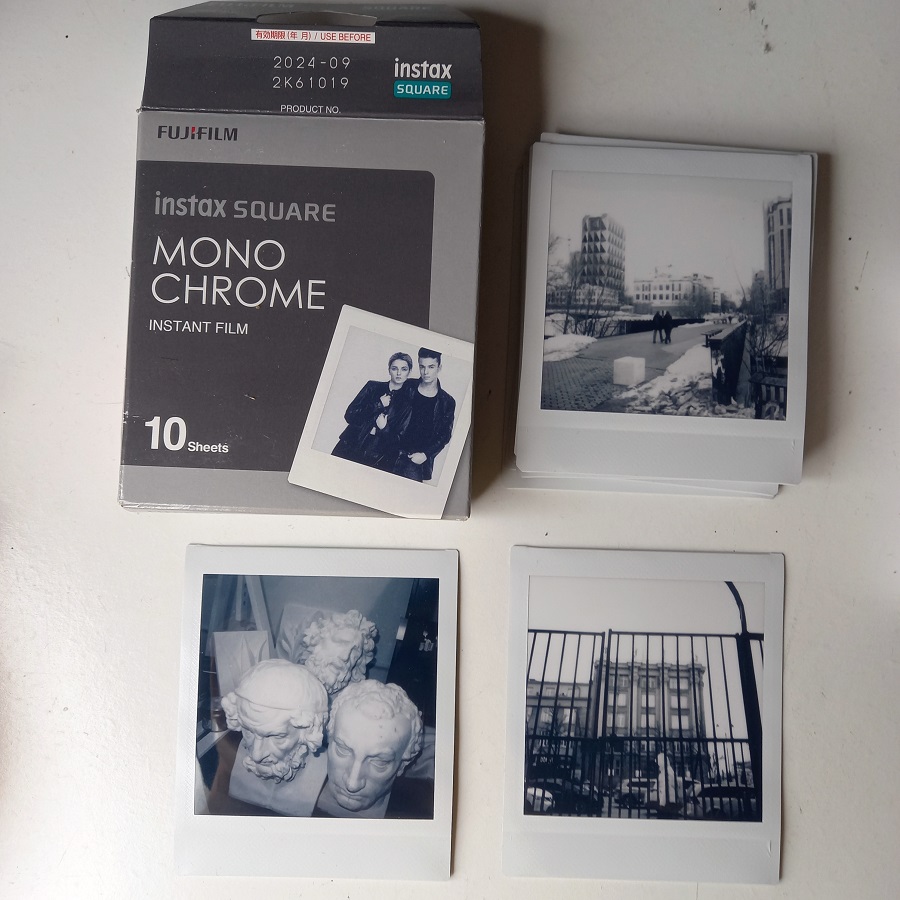 有効期限(年 月) / USE BEFORE
2024-09
2K61019
instax
SQUARE
PRODUCT NO.
FUJIFILM
instax SQUARE
MONO
CHROME
INSTANT FILM
10 Sheets